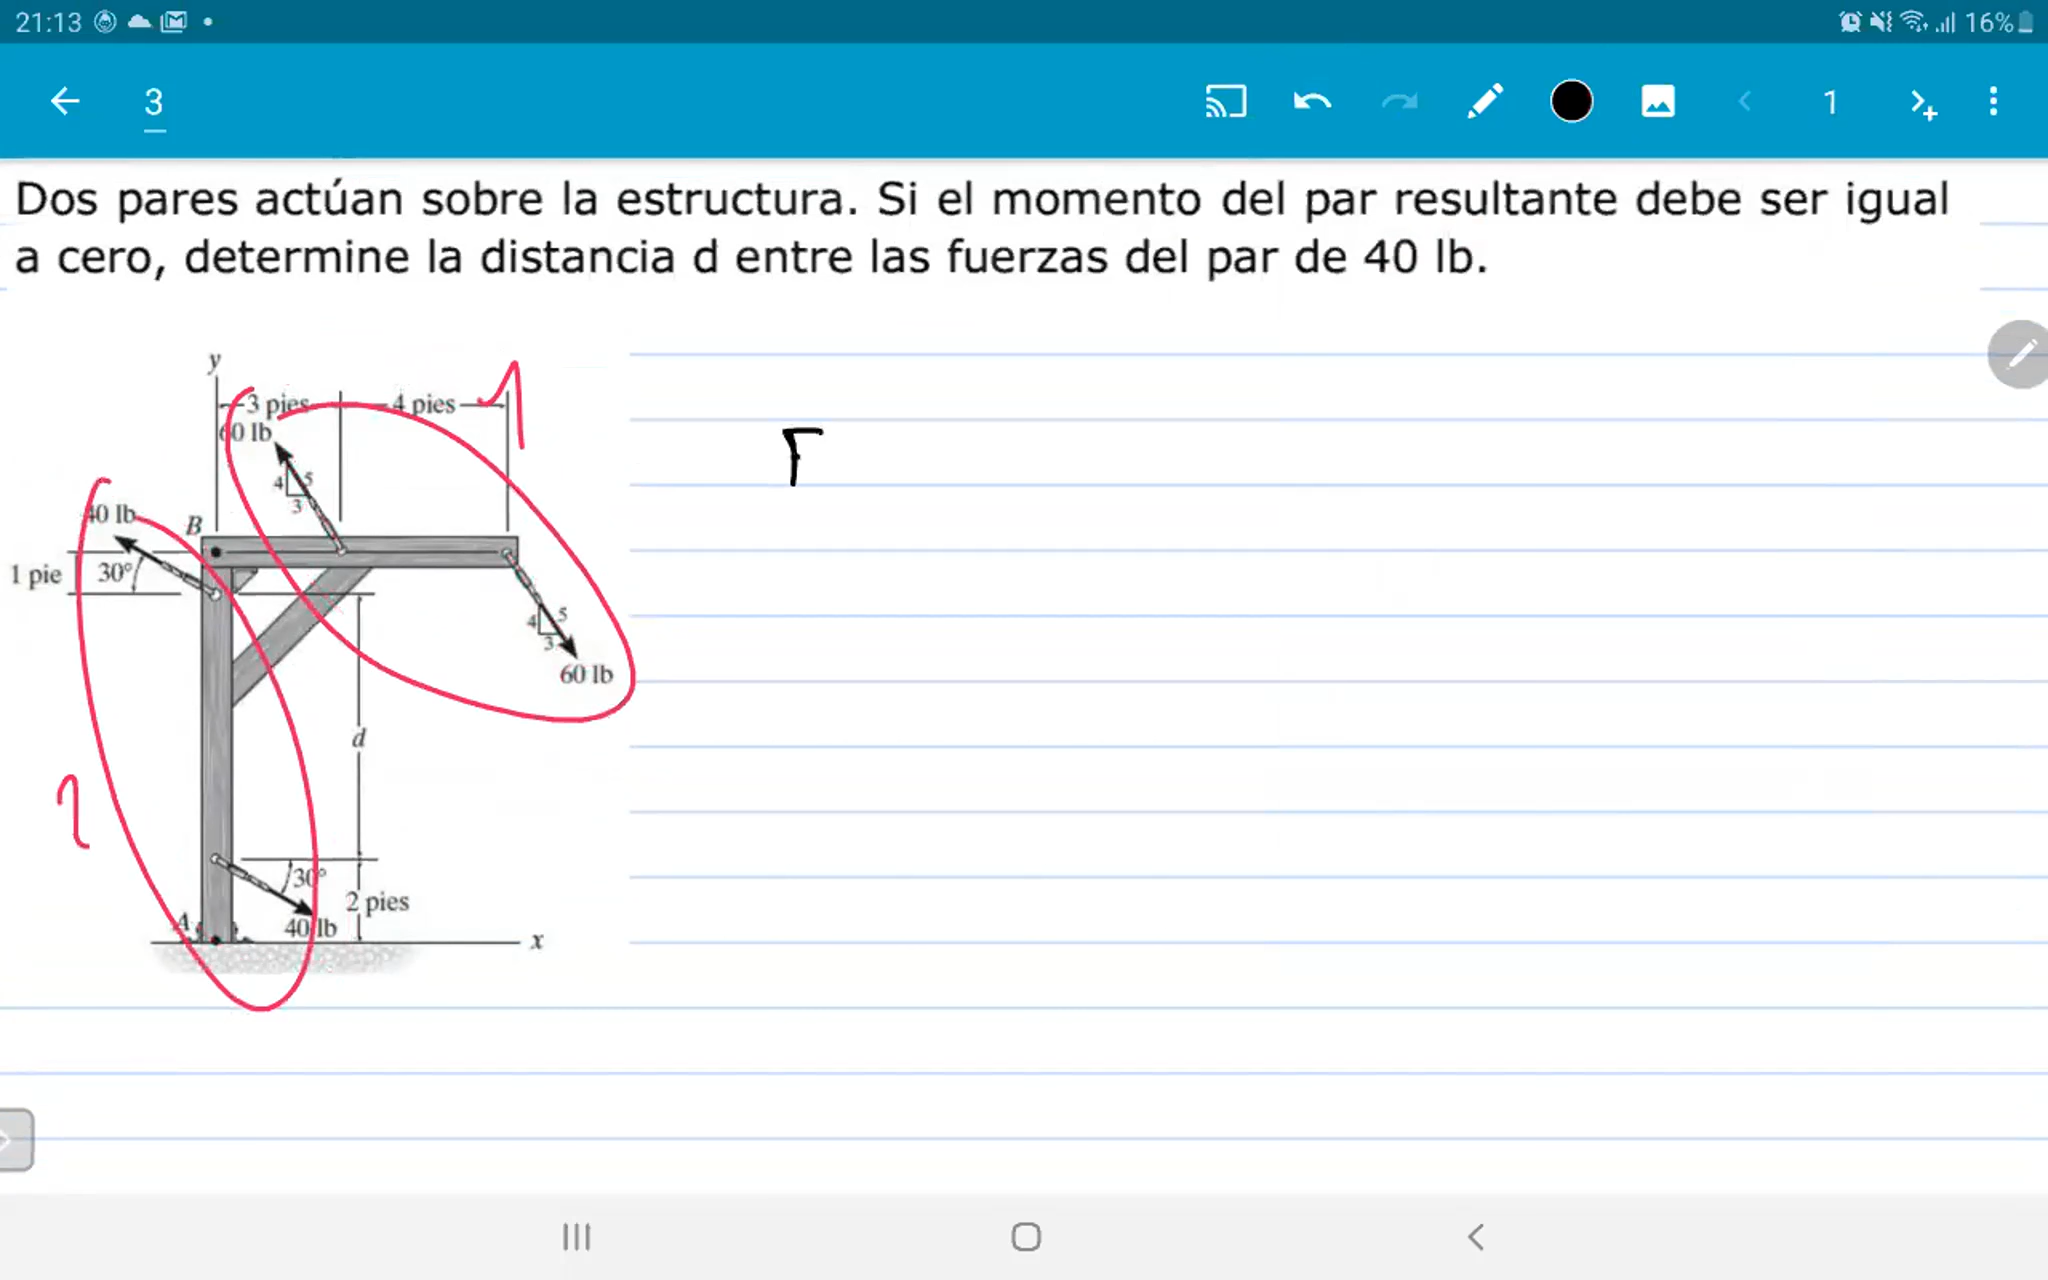 21:13
16%
3
1
Dos pares actúan sobre la estructura. Si el momento del par resultante debe ser igual
a cero, determine la distancia d entre las fuerzas del par de 40 lb.
y
3 pies
4 pies
1
60 lb
4
5
3
40 lb
B
1 pie
30°
4
5
3
60 lb
d
2
30°
2 pies
A
40 lb
x